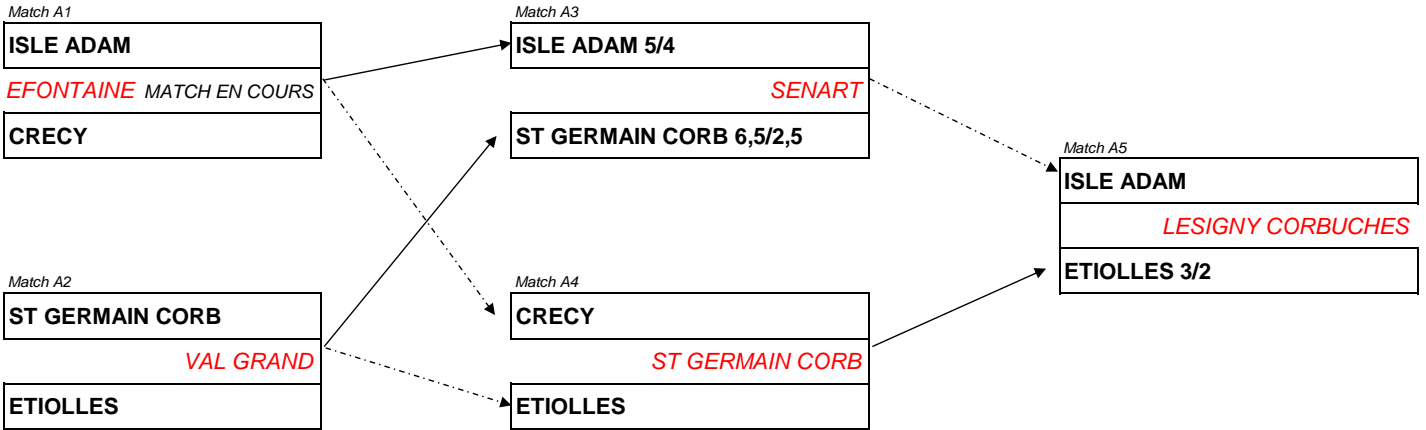 Match A1
ISLE ADAM
EFONTAINE MATCH EN COURS
CRECY
Match A3
ISLE ADAM 5/4
SENART
ST GERMAIN CORB 6,5/2,5
Match A5
ISLE ADAM
LESIGNY CORBUCHES
ETIOLLES 3/2
Match A2
ST GERMAIN CORB
VAL GRAND
ETIOLLES
Match A4
CRECY
ST GERMAIN CORB
ETIOLLES